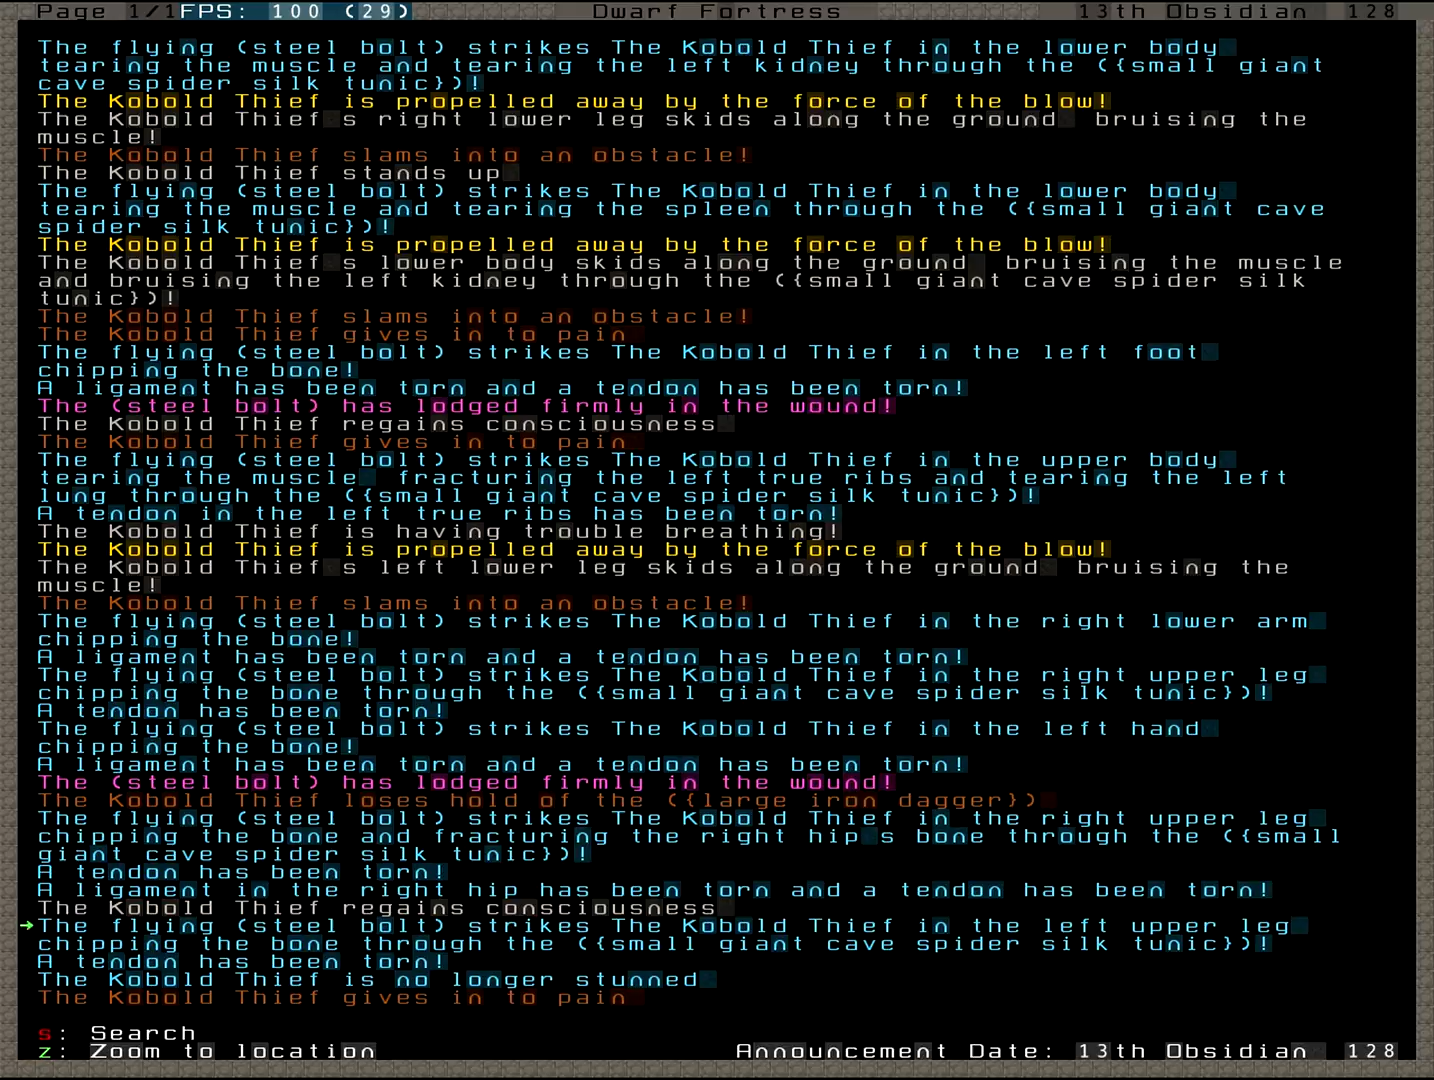 Page 1/1 FPS: 100 (29) Dwarf Fortress 13th Obsidian 128
The flying (steel bolt) strikes The Kobold Thief in the lower body
tearing the muscle and tearing the left kidney through the ({small giant
cave spider silk tunic})!
The Kobold Thief is propelled away by the force of the blow!
The Kobold Thief s right lower leg skids along the ground bruising the
muscle!
The Kobold Thief slams into an obstacle!
The Kobold Thief stands up
The flying (steel bolt) strikes The Kobold Thief in the lower body
tearing the muscle and tearing the spleen through the ({small giant cave
spider silk tunic})!
The Kobold Thief is propelled away by the force of the blow!
The Kobold Thief s lower body skids along the ground bruising the muscle
and bruising the left kidney through the ({small giant cave spider silk
tunic})!
The Kobold Thief slams into an obstacle!
The Kobold Thief gives in to pain
The flying (steel bolt) strikes The Kobold Thief in the left foot
chipping the bone!
A ligament has been torn and a tendon has been torn!
The (steel bolt) has lodged firmly in the wound!
The Kobold Thief regains consciousness
The Kobold Thief gives in to pain
The flying (steel bolt) strikes The Kobold Thief in the upper body
tearing the muscle fracturing the left true ribs and tearing the left
lung through the ({small giant cave spider silk tunic})!
A tendon in the left true ribs has been torn!
The Kobold Thief is having trouble breathing!
The Kobold Thief is propelled away by the force of the blow!
The Kobold Thief s left lower leg skids along the ground bruising the
muscle!
The Kobold Thief slams into an obstacle!
The flying (steel bolt) strikes The Kobold Thief in the right lower arm
chipping the bone!
A ligament has been torn and a tendon has been torn!
The flying (steel bolt) strikes The Kobold Thief in the right upper leg
chipping the bone through the ({small giant cave spider silk tunic})!
A tendon has been torn!
The flying (steel bolt) strikes The Kobold Thief in the left hand
chipping the bone!
A ligament has been torn and a tendon has been torn!
The (steel bolt) has lodged firmly in the wound!
The Kobold Thief loses hold of the ({large iron dagger})
The flying (steel bolt) strikes The Kobold Thief in the right upper leg
chipping the bone and fracturing the right hip s bone through the ({small
giant cave spider silk tunic})!
A tendon has been torn!
A ligament in the right hip has been torn and a tendon has been torn!
The Kobold Thief regains consciousness
→The flying (steel bolt) strikes The Kobold Thief in the left upper leg
chipping the bone through the ({small giant cave spider silk tunic})!
A tendon has been torn!
The Kobold Thief is no longer stunned
The Kobold Thief gives in to pain
s: Search
z: Zoom to location Announcement Date: 13th Obsidian 128